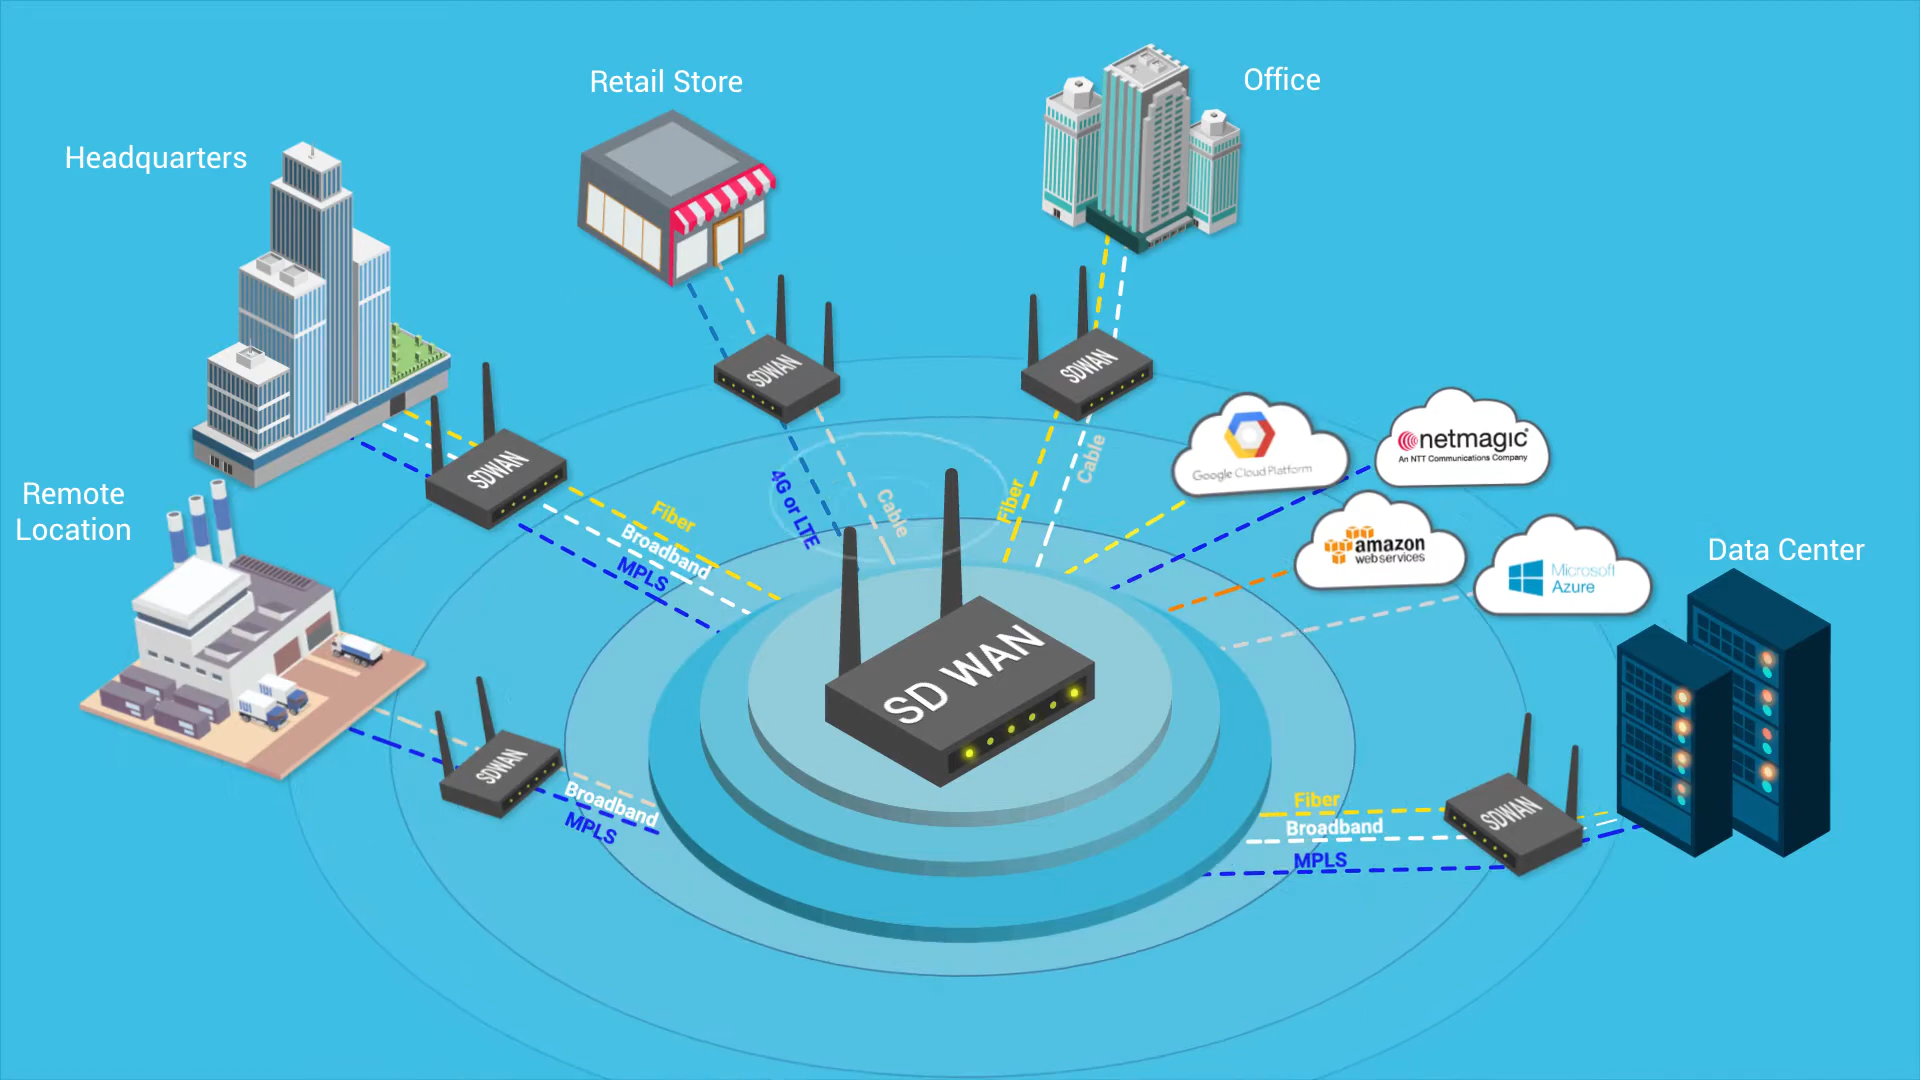 Retail Store
Office
Headquarters
SDWAN
SDWAN
Google Cloud Platform
netmagic
An NTT Communications Company
SDWAN
Remote
Location
Fiber
Broadband
MPLS
4G or LTE
Cable
Fiber
Cable
amazon
webservices
Microsoft
Azure
Data Center
SD WAN
SDWAN
Broadband
MPLS
Fiber
Broadband
MPLS
SDWAN